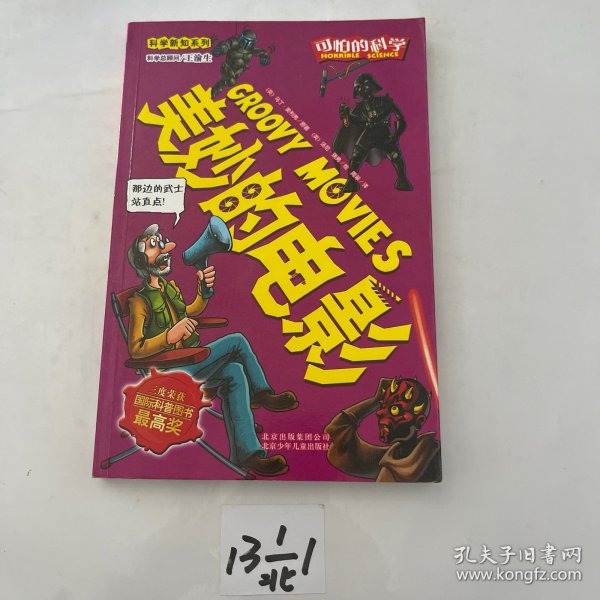 科学新知系列
科学总顾问:王渝生
可怕的科学
HORRIBLE SCIENCE
GROOVY MOVIES
美妙的电影
那边的武士
站直点!
三度荣获
国际科普图书
最高奖
北京出版集团公司
北京少年儿童出版社
13 1/北 1
孔夫子旧书网
www.kongfz.com